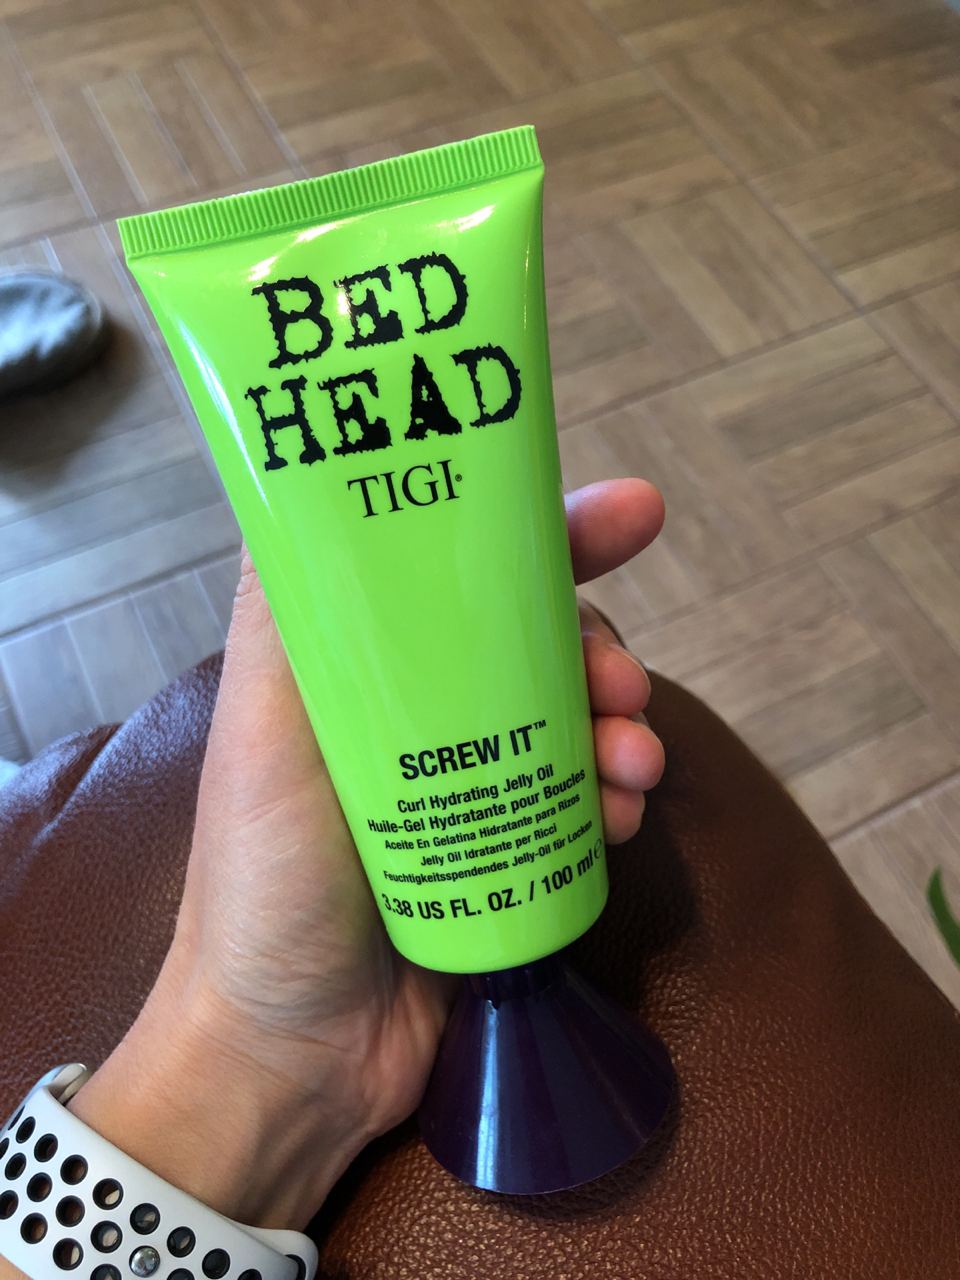 BED
HEAD
TIGI®
SCREW IT™
Curl Hydrating Jelly Oil
Huile-Gel Hydratante pour Boucles
Aceite En Gelatina Hidratante para Rizos
Jelly Oil Idratante per Ricci
Feuchtigkeitsspendendes Jelly-Oil für Locken
3.38 US FL. OZ. / 100 ml ℮